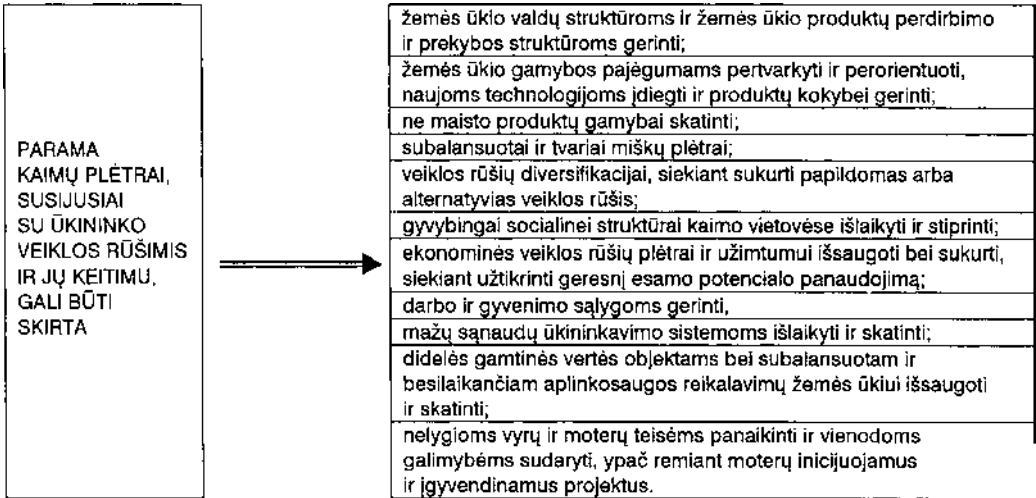 PARAMA
KAIMŲ PLĖTRAI,
SUSIJUSIAI
SU ŪKININKO
VEIKLOS RŪŠIMIS
IR JŲ KEITIMU,
GALI BŪTI
SKIRTA
žemės ūkio valdų struktūroms ir žemės ūkio produktų perdirbimo
ir prekybos struktūroms gerinti;
žemės ūkio gamybos pajėgumams pertvarkyti ir perorientuoti,
naujoms technologijoms įdiegti ir produktų kokybei gerinti;
ne maisto produktų gamybai skatinti;
subalansuotai ir tvariai miškų plėtrai;
veiklos rūšių diversifikacijai, siekiant sukurti papildomas arba
alternatyvias veiklos rūšis;
gyvybingai socialinei struktūrai kaimo vietovėse išlaikyti ir stiprinti;
ekonominės veiklos rūšių plėtrai ir užimtumui išsaugoti bei sukurti,
siekiant užtikrinti geresnį esamo potencialo panaudojimą;
darbo ir gyvenimo sąlygoms gerinti,
mažų sąnaudų ūkininkavimo sistemoms išlaikyti ir skatinti;
didelės gamtinės vertės objektams bei subalansuotam ir
besilaikančiam aplinkosaugos reikalavimų žemės ūkiui išsaugoti
ir skatinti;
nelygioms vyrų ir moterų teisėms panaikinti ir vienodoms
galimybėms sudaryti, ypač remiant moterų inicijuojamus
ir įgyvendinamus projektus.